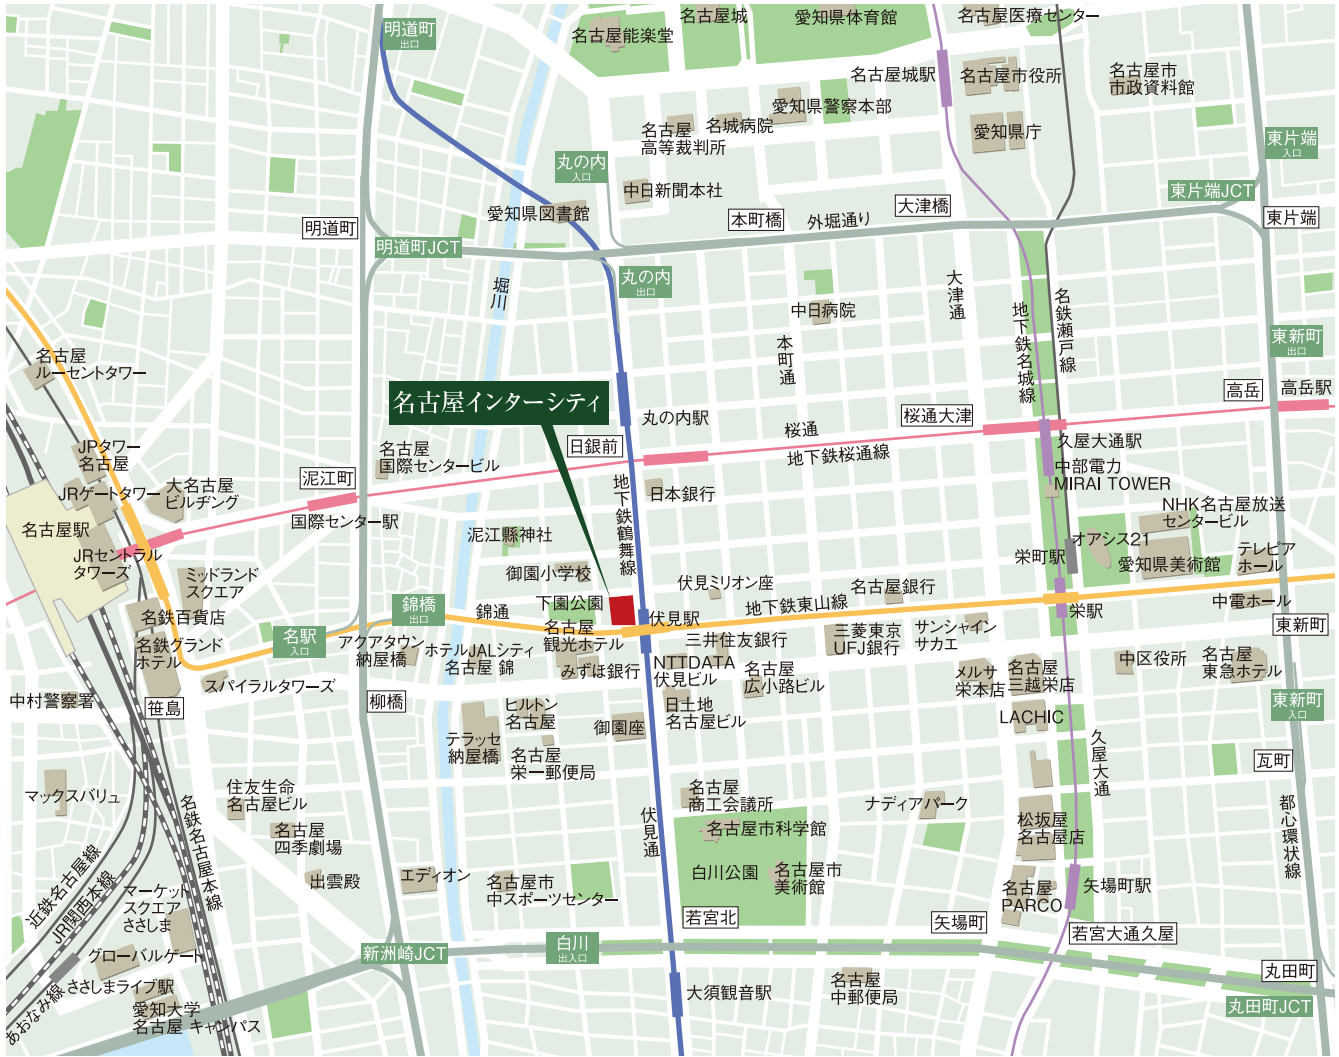 明道町
出口
名古屋能楽堂
名古屋城
愛知県体育館
名古屋医療センター
名古屋城駅
名古屋市役所
名古屋市
市政資料館
愛知県警察本部
名城病院
名古屋
高等裁判所
愛知県庁
東片端
入口
丸の内
入口
中日新聞本社
愛知県図書館
東片端JCT
大津橋
本町橋
外堀通り
東片端
明道町
明道町JCT
丸の内
出口
堀川
中日病院
大津通
本町通
地下鉄名城線
名鉄瀬戸線
東新町
出口
名古屋
ルーセントタワー
名古屋インターシティ
丸の内駅
日銀前
桜通
地下鉄桜通線
桜通大津
高岳
高岳駅
久屋大通駅
中部電力
MIRAI TOWER
JPタワー
名古屋
JRゲートタワー
大名古屋
ビルヂング
泥江町
国際センター駅
名古屋
国際センタービル
地下鉄鶴舞線
日本銀行
NHK名古屋放送
センタービル
名古屋駅
JRセントラル
タワーズ
ミッドランド
スクエア
泥江縣神社
御園小学校
下園公園
伏見ミリオン座
地下鉄東山線
名古屋銀行
栄町駅
オアシス21
愛知県美術館
テレピア
ホール
名鉄百貨店
名鉄グランド
ホテル
名駅
入口
錦橋
出口
錦通
アクアタウン
納屋橋
ホテルJALシティ
名古屋 錦
名古屋
観光ホテル
みずほ銀行
伏見駅
三井住友銀行
NTTDATA
伏見ビル
名古屋
広小路ビル
三菱東京
UFJ銀行
サンシャイン
サカエ
栄駅
中電ホール
東新町
中区役所
名古屋
東急ホテル
メルサ
栄本店
名古屋
三越栄店
スパイラルタワーズ
中村警察署
笹島
柳橋
テラッセ
納屋橋
ヒルトン
名古屋
名古屋
栄一郵便局
御園座
日土地
名古屋ビル
LACHIC
久屋大通
東新町
入口
瓦町
マックスバリュ
名鉄名古屋本線
住友生命
名古屋ビル
名古屋
四季劇場
伏見通
名古屋
商工会議所
名古屋市科学館
ナディアパーク
松坂屋
名古屋店
都心環状線
近鉄名古屋線
JR関西本線
マーケット
スクエア
ささしま
出雲殿
エディオン
名古屋市
中スポーツセンター
白川公園
名古屋市
美術館
名古屋
PARCO
矢場町駅
若宮北
矢場町
若宮大通久屋
グローバルゲート
新洲崎JCT
白川
出入口
丸田町
あおなみ線
ささしまライブ駅
愛知大学
名古屋 キャンパス
大須観音駅
名古屋
中郵便局
丸田町JCT